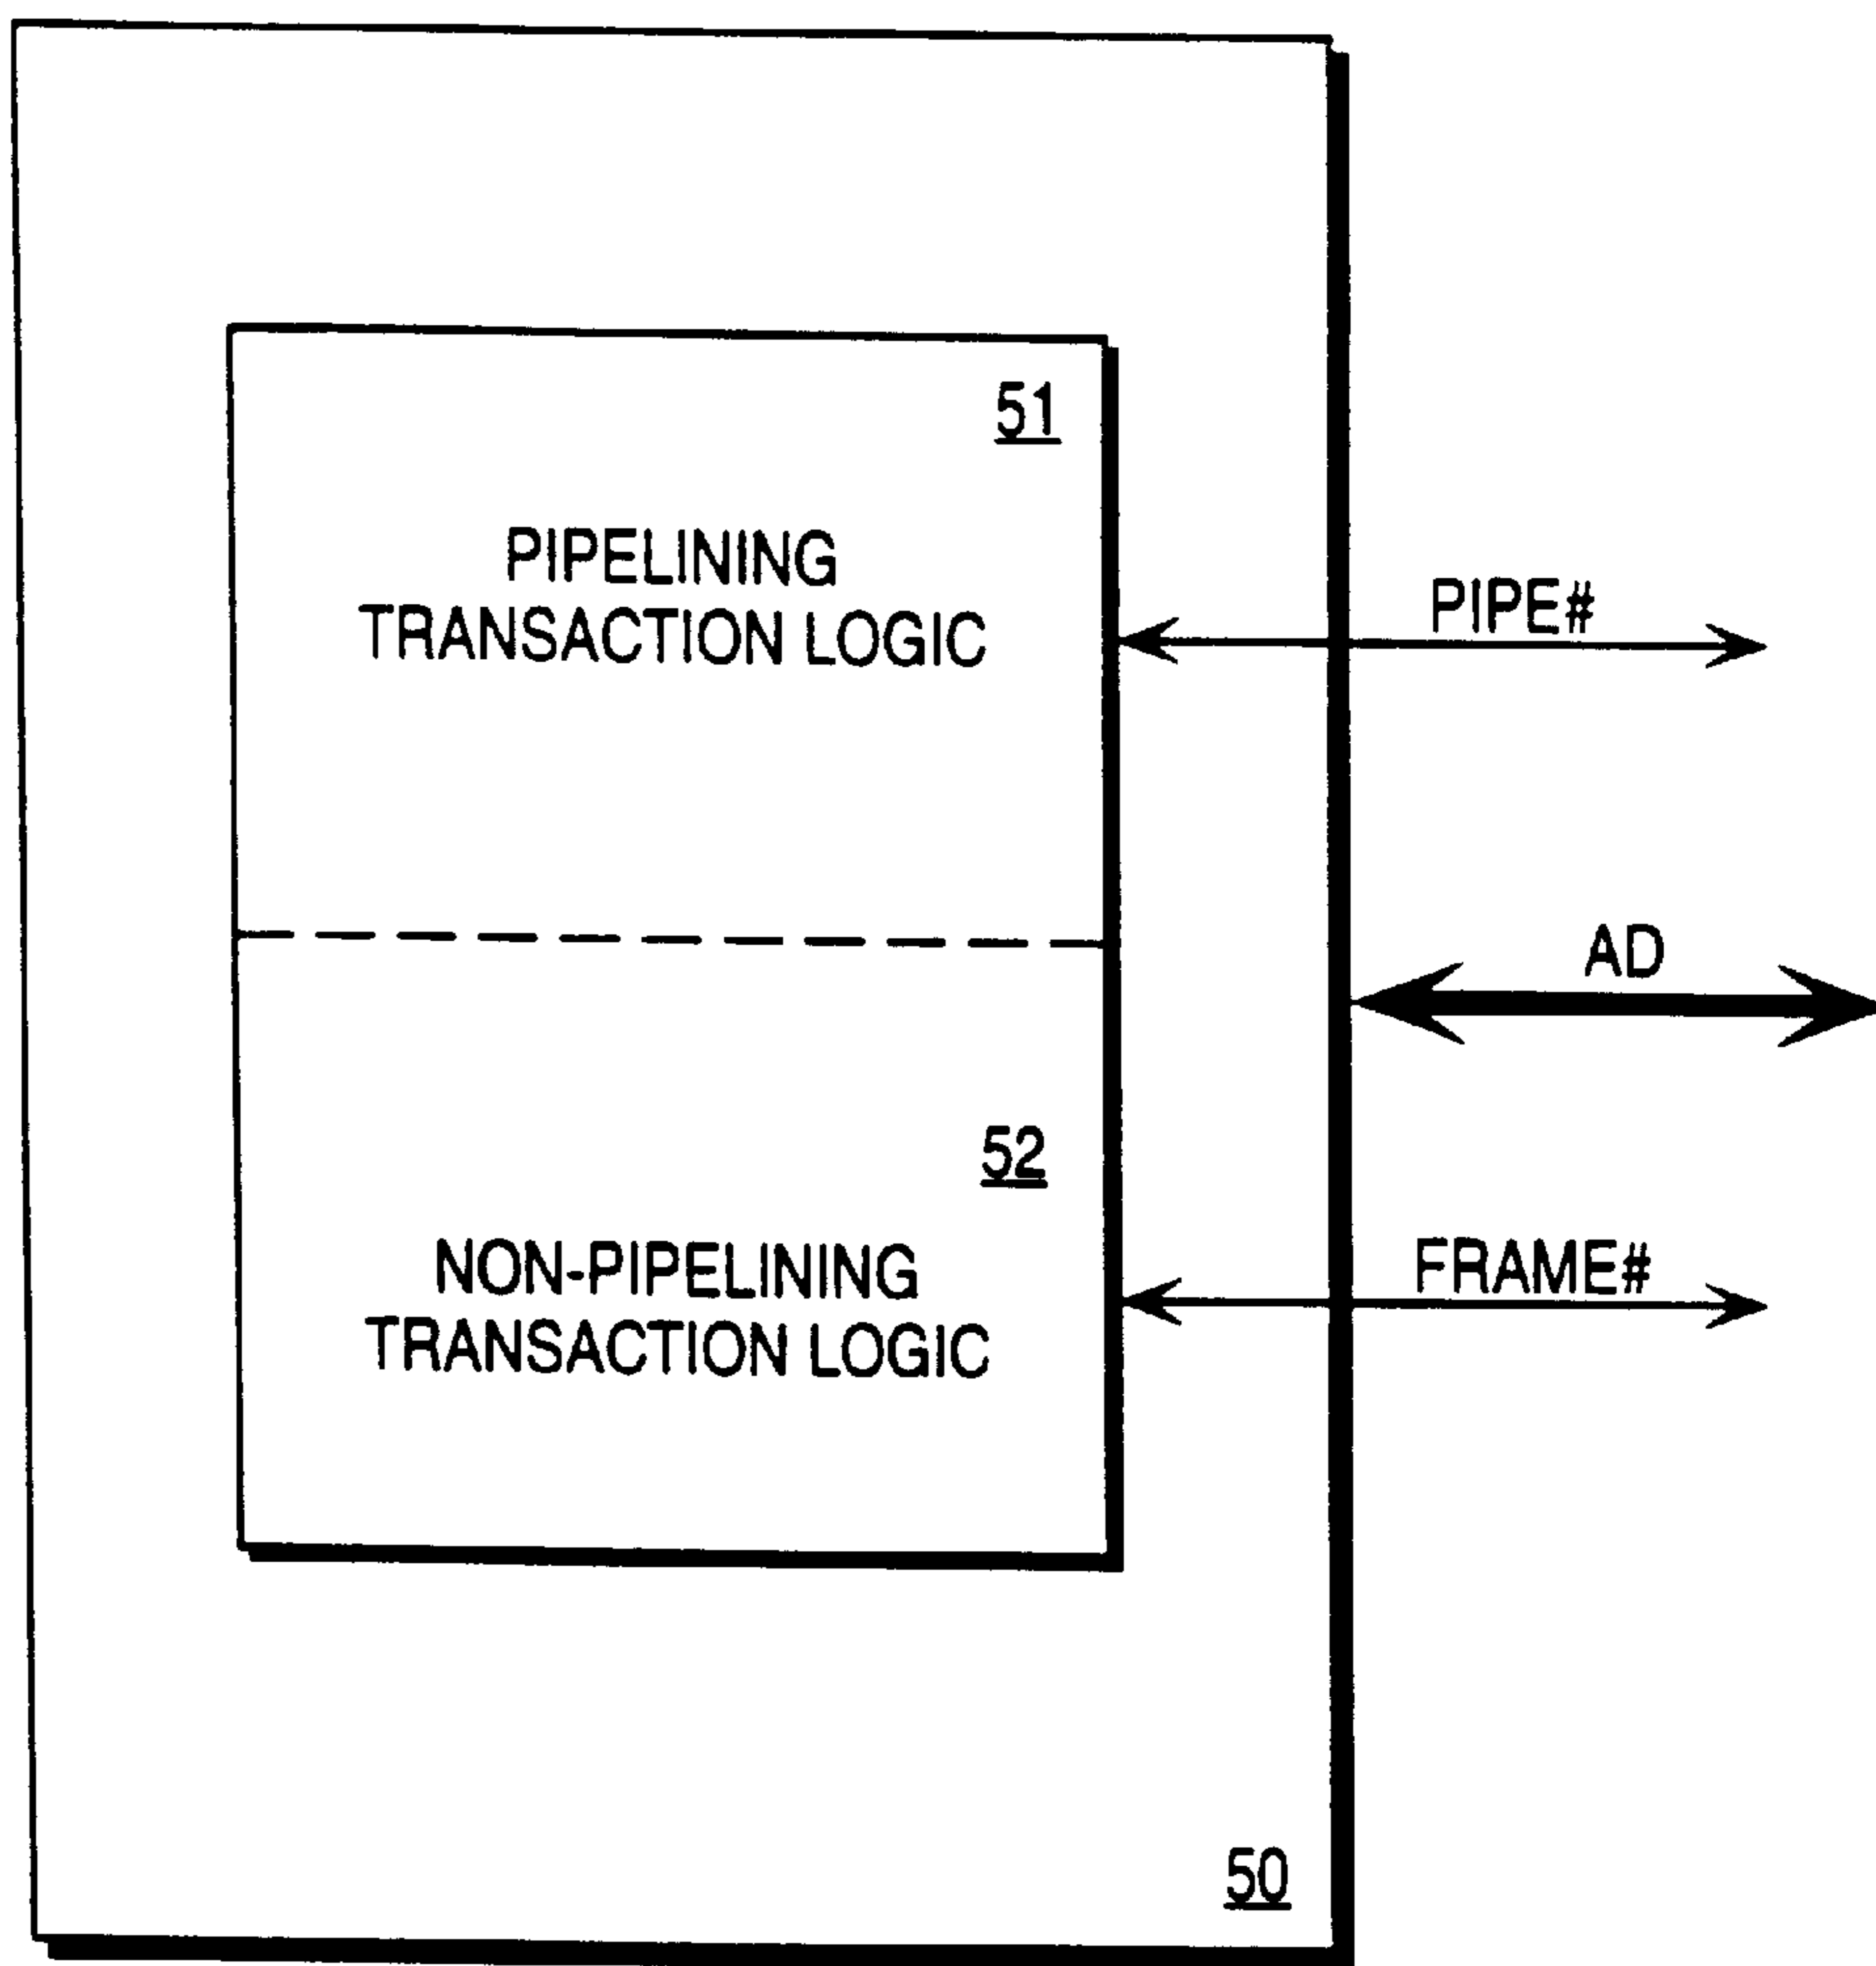 51
PIPELINING
TRANSACTION LOGIC
PIPE#
AD
52
NON-PIPELINING
TRANSACTION LOGIC
FRAME#
50